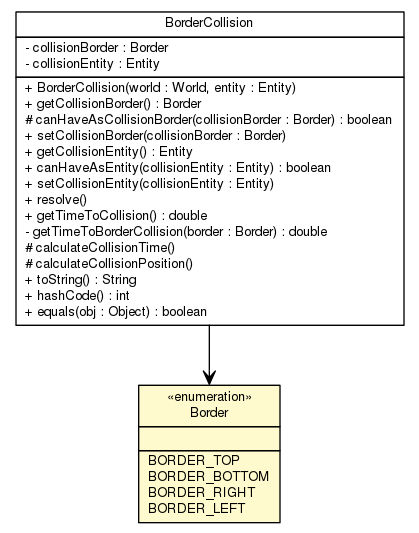 BorderCollision
- collisionBorder : Border
- collisionEntity : Entity
+ BorderCollision(world : World, entity : Entity)
+ getCollisionBorder() : Border
# canHaveAsCollisionBorder(collisionBorder : Border) : boolean
+ setCollisionBorder(collisionBorder : Border)
+ getCollisionEntity() : Entity
+ canHaveAsEntity(collisionEntity : Entity) : boolean
+ setCollisionEntity(collisionEntity : Entity)
+ resolve()
+ getTimeToCollision() : double
- getTimeToBorderCollision(border : Border) : double
# calculateCollisionTime()
# calculateCollisionPosition()
+ toString() : String
+ hashCode() : int
+ equals(obj : Object) : boolean
«enumeration»
Border
BORDER_TOP
BORDER_BOTTOM
BORDER_RIGHT
BORDER_LEFT